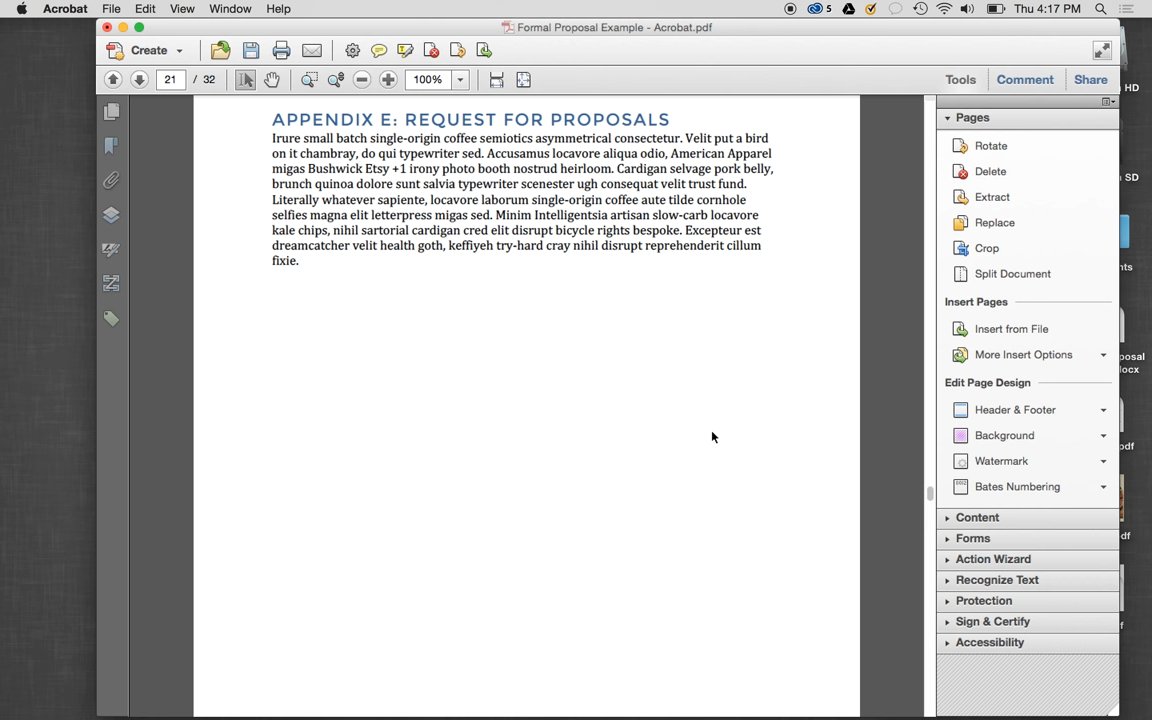 Acrobat File Edit View Window Help 5 Thu 4:17 PM
Formal Proposal Example - Acrobat.pdf
Create
21 / 32 100% Tools Comment Share
APPENDIX E: REQUEST FOR PROPOSALS
Irure small batch single-origin coffee semiotics asymmetrical consectetur. Velit put a bird
on it chambray, do qui typewriter sed. Accusamus locavore aliqua odio, American Apparel
migas Bushwick Etsy +1 irony photo booth nostrud heirloom. Cardigan selvage pork belly,
brunch quinoa dolore sunt salvia typewriter scenester ugh consequat velit trust fund.
Literally whatever sapiente, locavore laborum single-origin coffee aute tilde cornhole
selfies magna elit letterpress migas sed. Minim Intelligentsia artisan slow-carb locavore
kale chips, nihil sartorial cardigan cred elit disrupt bicycle rights bespoke. Excepteur est
dreamcatcher velit health goth, keffiyeh try-hard cray nihil disrupt reprehenderit cillum
fixie.
Pages
Rotate
Delete
Extract
Replace
Crop
Split Document
Insert Pages
Insert from File
More Insert Options
Edit Page Design
Header & Footer
Background
Watermark
Bates Numbering
Content
Forms
Action Wizard
Recognize Text
Protection
Sign & Certify
Accessibility
HD
SD
nts
posal
locx
pdf
df
f